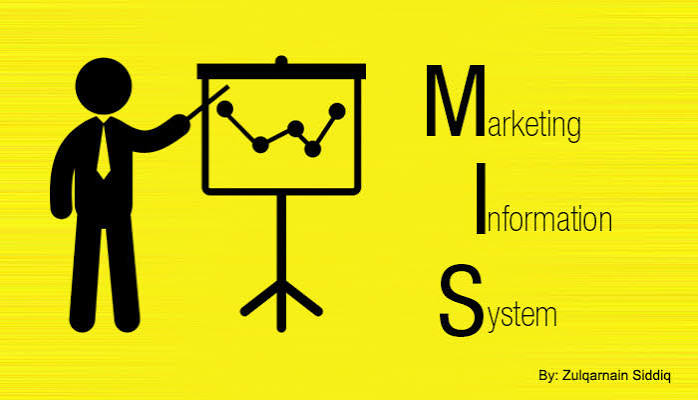 Marketing
Information
System
By: Zulqarnain Siddiq